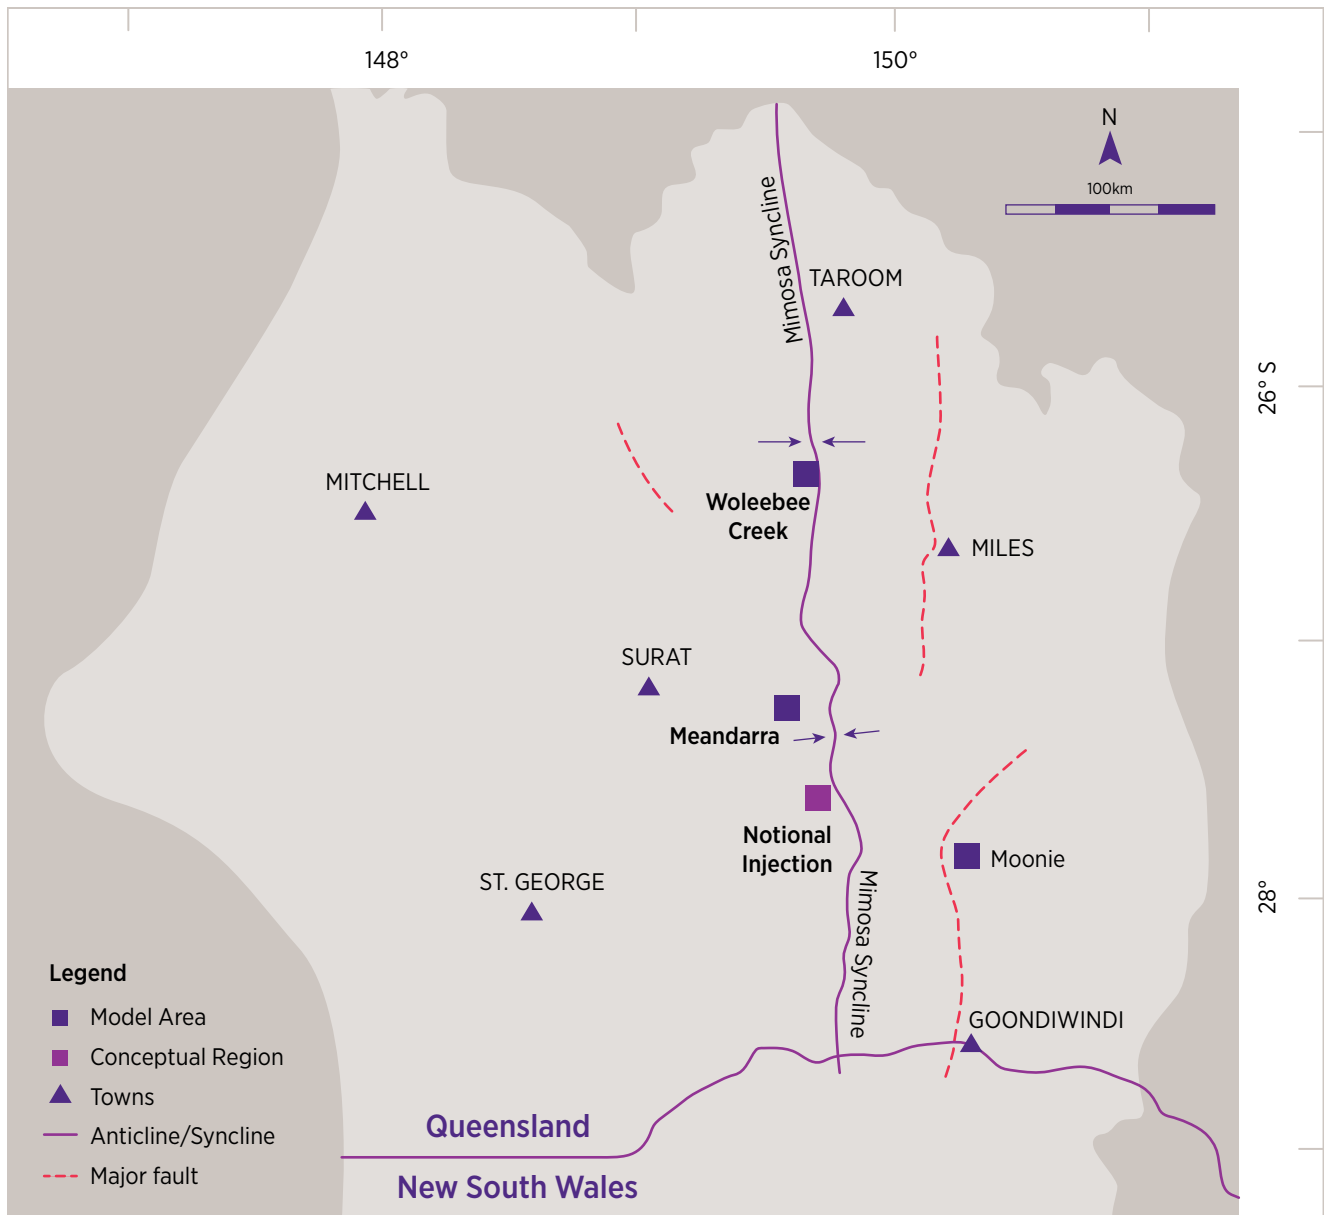 148°
150°
N
100km
Mimosa Syncline
TAROOM
26° S
MITCHELL
Woleebee
Creek
MILES
SURAT
Meandarra
Notional
Injection
Moonie
ST. GEORGE
28°
Mimosa Syncline
Legend
Model Area
Conceptual Region
Towns
Anticline/Syncline
Major fault
GOONDIWINDI
Queensland
New South Wales